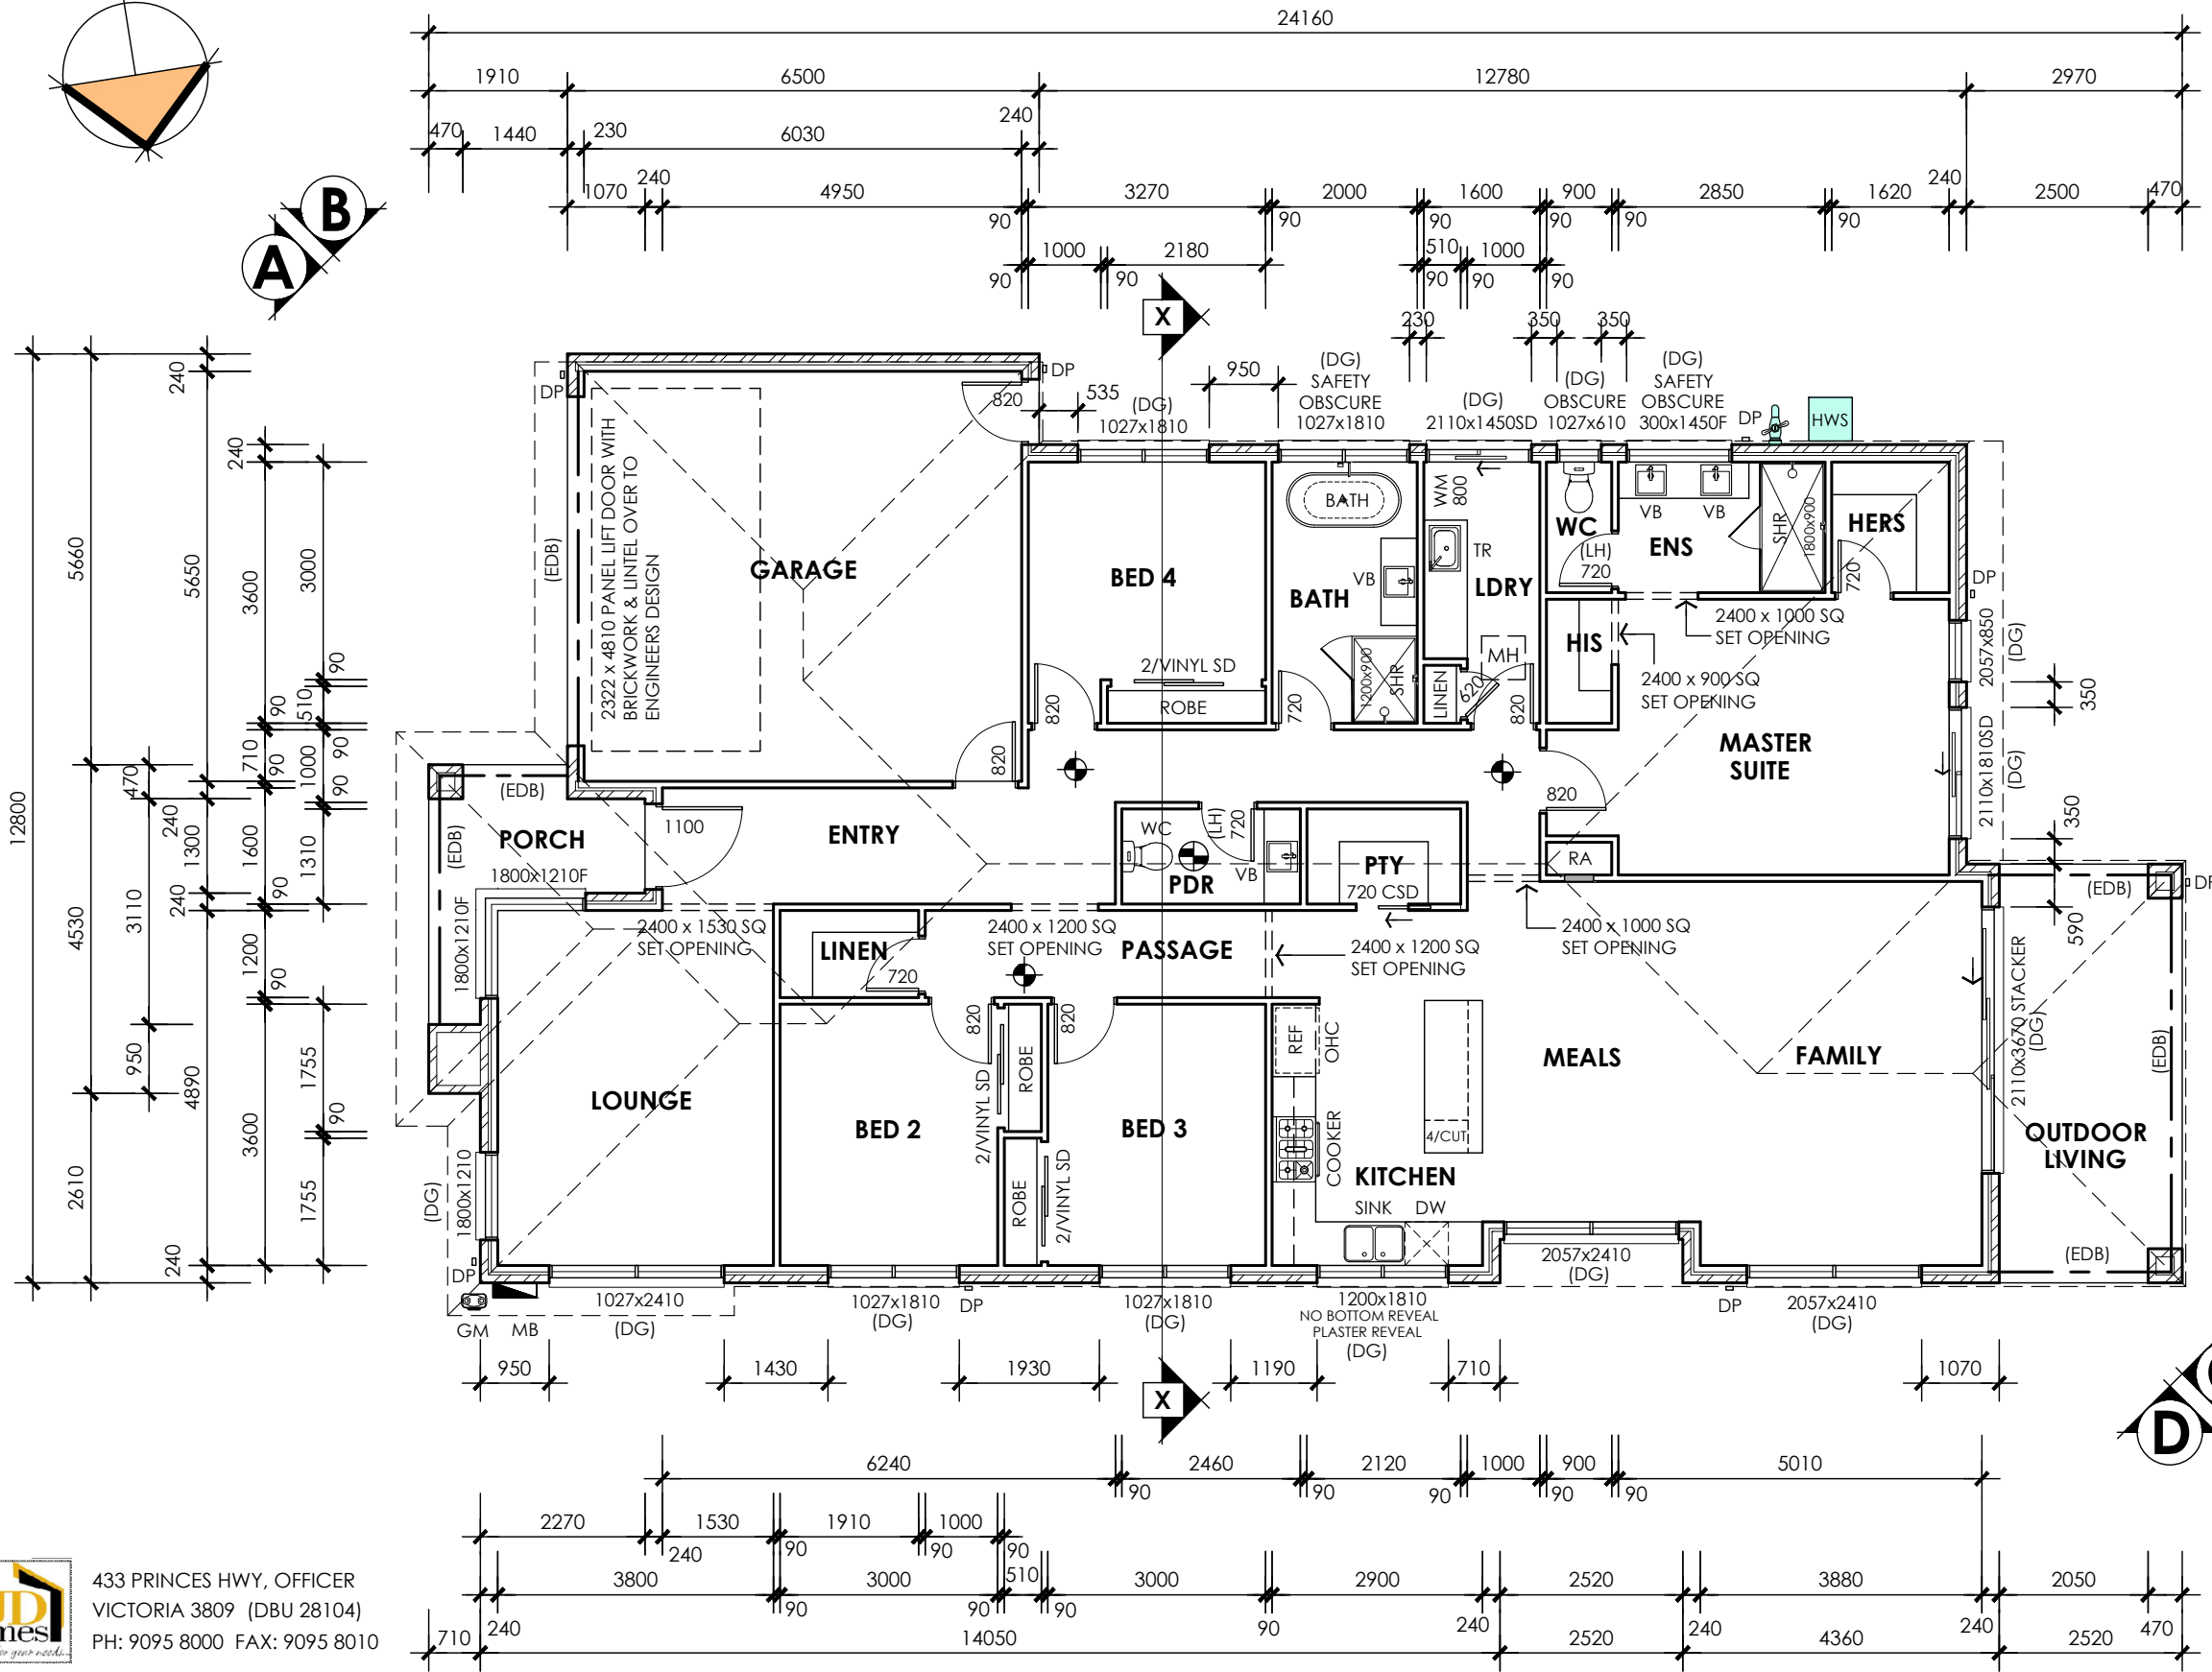 24160
1910 6500 12780 2970
240
470 1440 230 6030
240 240
1070 4950 3270 2000 1600 900 2850 1620 2500 470
90 90 90 90 90 90
1000 2180 510 1000
90 90 90 90 90
B
A
X
230 350 350
950
535
(DG)
1027x1810
(DG)
SAFETY
OBSCURE
1027x1810
(DG)
2110x1450SD
(DG)
OBSCURE
1027x610
(DG)
SAFETY
OBSCURE
300x1450F
DP
HWS
DP
DP
820
12800
5660
4530
2610
470
3110
950
240
5650
240
1300
240
4890
240
240
3600
90
710
90
1600
90
1200
90
3600
3000
90
510
90
1000
90
1310
1755
90
1755
(EDB)
2322 x 4810 PANEL LIFT DOOR WITH
BRICKWORK & LINTEL OVER TO
ENGINEERS DESIGN
GARAGE
820
BED 4
2/VINYL SD
ROBE
820
BATH
BATH
VB
1200x900
SHR
720
WM
800
TR
LDRY
MH
LINEN
620
820
WC
(LH)
720
VB VB
ENS
SHR
1800x900
HERS
720
DP
HIS
2400 x 1000 SQ
SET OPENING
2400 x 900 SQ
SET OPENING
2057x850
(DG)
350
MASTER
SUITE
2110x1810SD
(DG)
350
820
590
(EDB)
(EDB)
PORCH
1800x1210F
1800x1210F
1100
ENTRY
WC
(LH)
720
PDR
VB
PTY
720 CSD
RA
(EDB)
2400 x 1530 SQ
SET OPENING
LINEN
720
2400 x 1200 SQ
SET OPENING
PASSAGE
2400 x 1200 SQ
SET OPENING
2400 x 1000 SQ
SET OPENING
LOUNGE
BED 2
820
820
ROBE
2/VINYL SD
ROBE
2/VINYL SD
BED 3
REF
OHC
COOKER
4/CUT
KITCHEN
SINK DW
MEALS
FAMILY
2110x3670 STACKER
(DG)
(EDB)
OUTDOOR
LIVING
(EDB)
(DG)
1800x1210
DP
GM MB
1027x2410
(DG)
1027x1810
(DG)
DP
1027x1810
(DG)
1200x1810
NO BOTTOM REVEAL
PLASTER REVEAL
(DG)
2057x2410
(DG)
DP
2057x2410
(DG)
950 1430 1930 1190 710 1070
X
D
6240 2460 2120 1000 900 5010
90 90 90 90 90
2270 1530 1910 1000
240 90 90 90
3800 3000 510 3000 2900 2520 3880 2050
240 90 90 90 90 240 240 240 470
710 14050 2520 4360 2520
433 PRINCES HWY, OFFICER
VICTORIA 3809 (DBU 28104)
PH: 9095 8000 FAX: 9095 8010